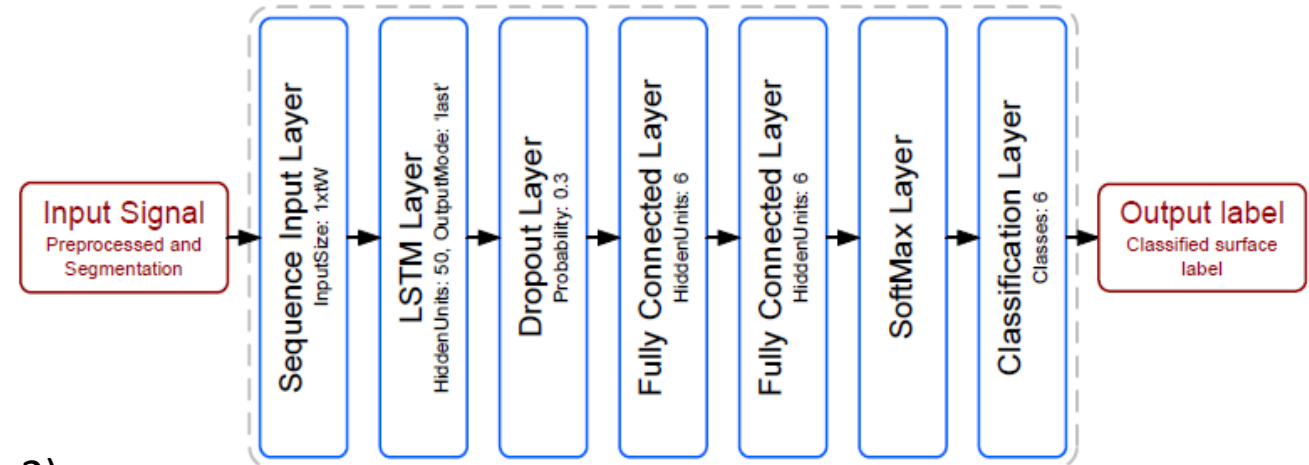 Input Signal
Preprocessed and
Segmentation
Sequence Input Layer
InputSize: 1xtW
LSTM Layer
HiddenUnits: 50, OutputMode: 'last'
Dropout Layer
Probability: 0.3
Fully Connected Layer
HiddenUnits: 6
Fully Connected Layer
HiddenUnits: 6
SoftMax Layer
Classification Layer
Classes: 6
Output label
Classified surface
label